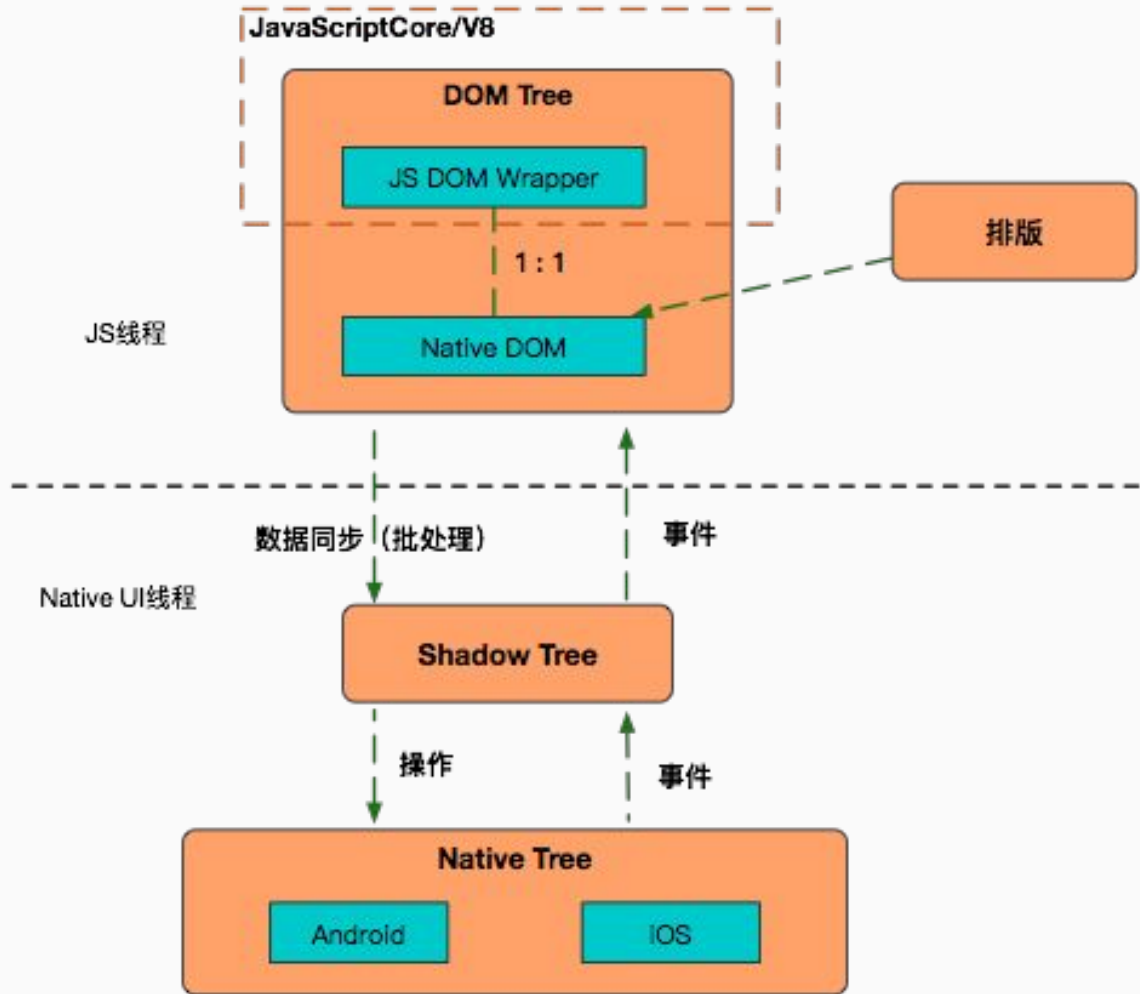 JavaScriptCore/V8
DOM Tree
JS DOM Wrapper
排版
1 : 1
JS线程
Native DOM
数据同步（批处理）
事件
Native UI线程
Shadow Tree
操作
事件
Native Tree
Android
IOS